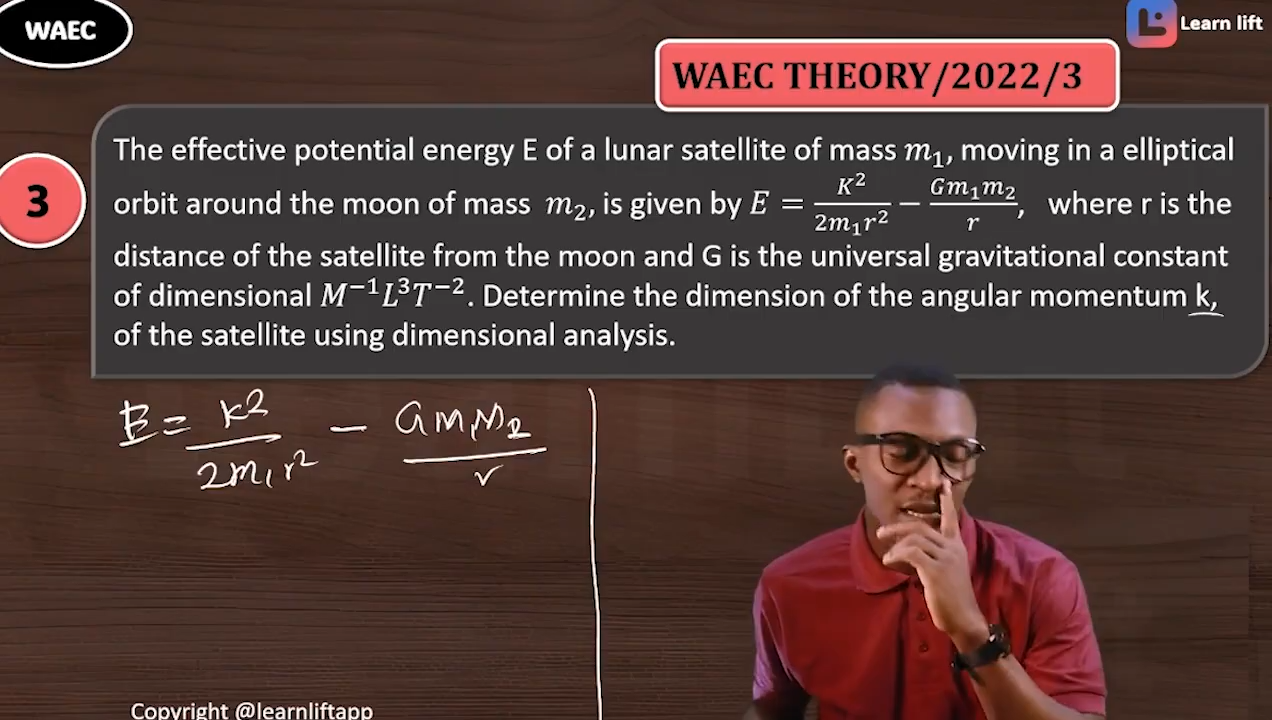 WAEC
Learn lift
WAEC THEORY/2022/3
3
The effective potential energy E of a lunar satellite of mass m₁, moving in a elliptical
orbit around the moon of mass m₂, is given by E = K²/2m₁r² − Gm₁m₂/r, where r is the
distance of the satellite from the moon and G is the universal gravitational constant
of dimensional M⁻¹L³T⁻². Determine the dimension of the angular momentum k,
of the satellite using dimensional analysis.
E = K²/2m₁r² − GM₁M₂/r
Copyright @learnliftapp